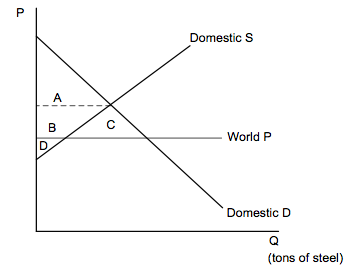 P
Domestic S
A
B
C
World P
D
Domestic D
Q
(tons of steel)